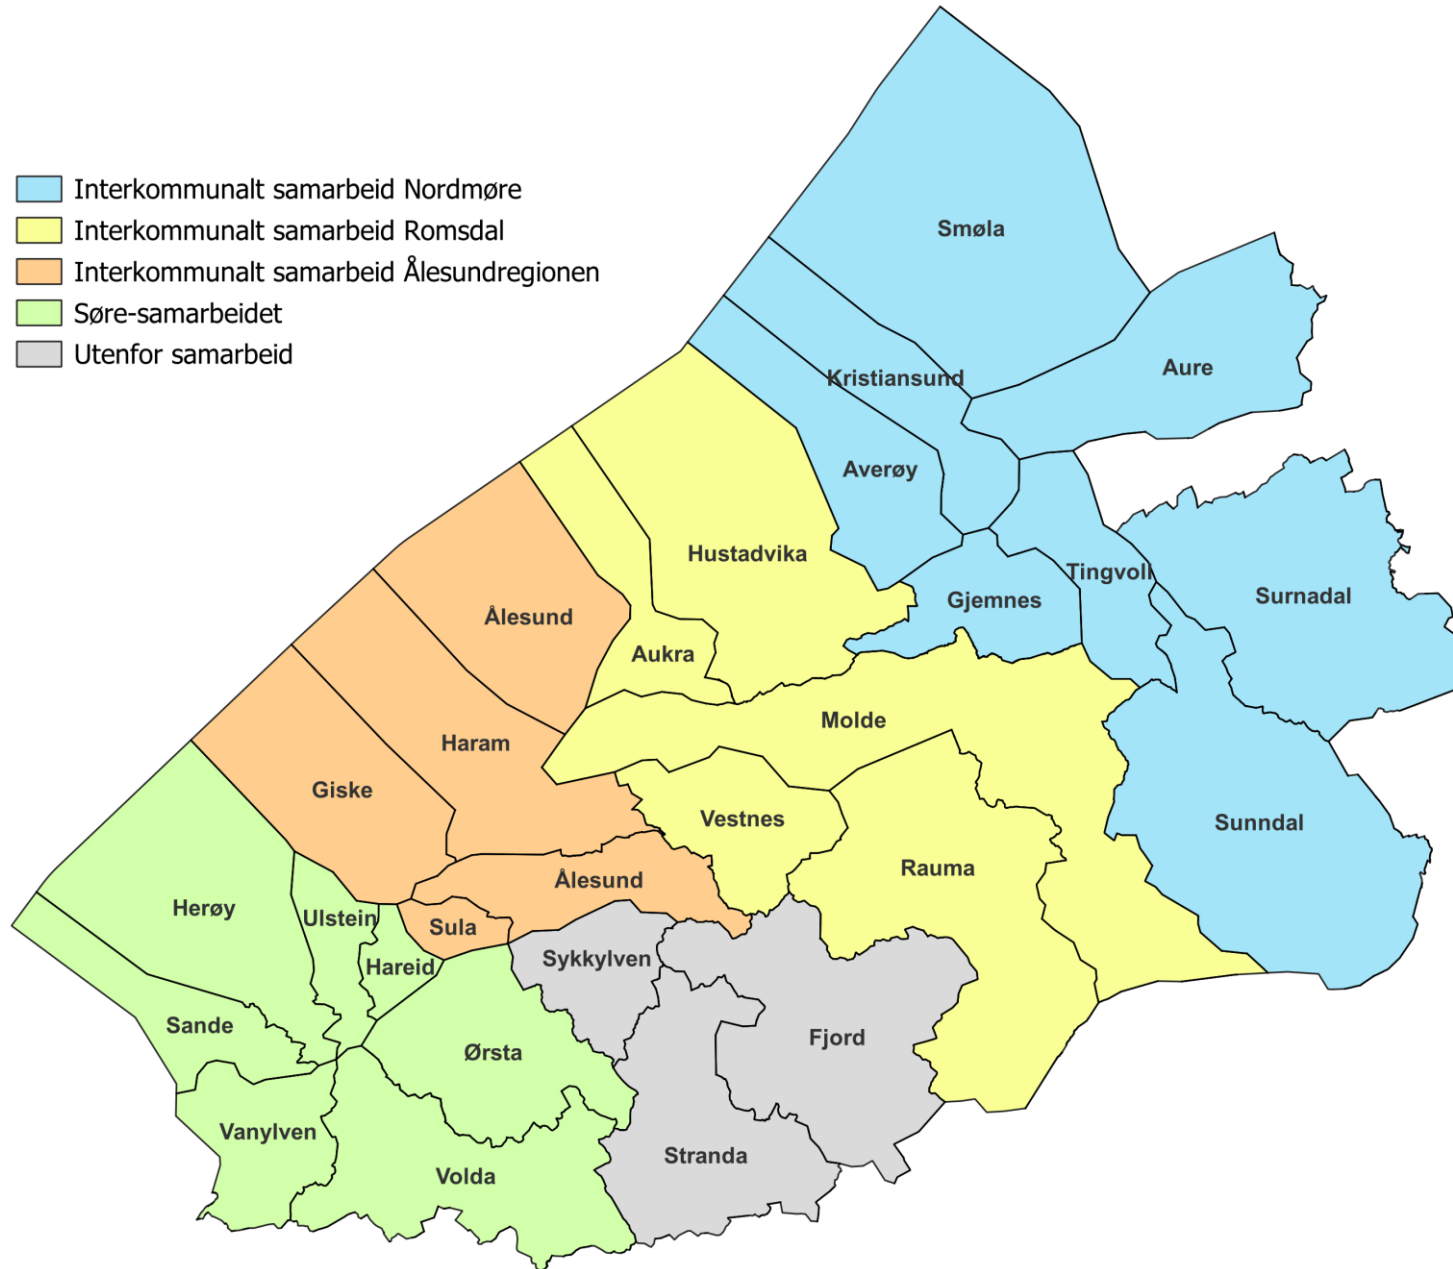 Interkommunalt samarbeid Nordmøre
Interkommunalt samarbeid Romsdal
Interkommunalt samarbeid Ålesundregionen
Søre-samarbeidet
Utenfor samarbeid
Smøla
Aure
Kristiansund
Averøy
Hustadvika
Tingvoll
Surnadal
Gjemnes
Ålesund
Aukra
Molde
Haram
Giske
Vestnes
Sunndal
Rauma
Ålesund
Herøy
Ulstein
Sula
Sykkylven
Hareid
Sande
Fjord
Ørsta
Vanylven
Stranda
Volda